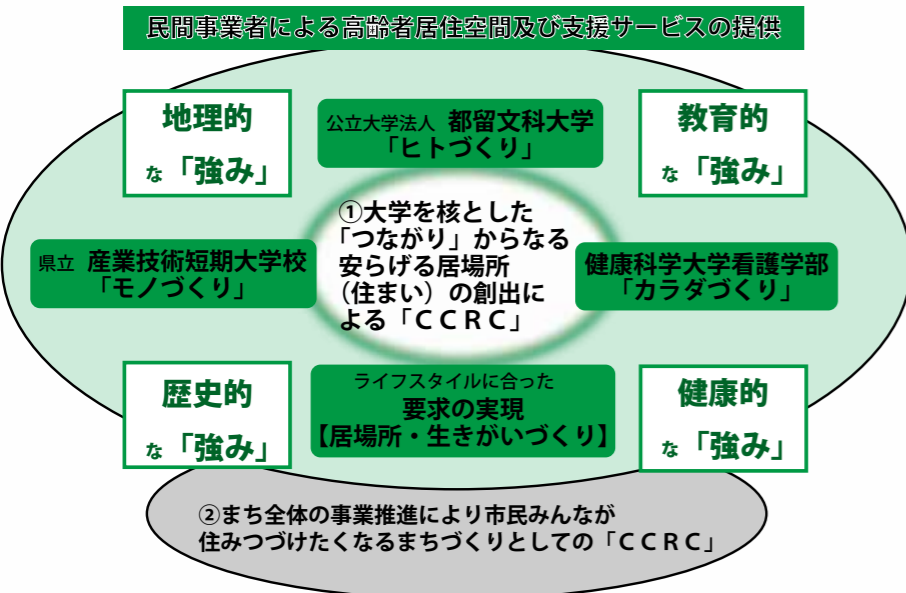 民間事業者による高齢者居住空間及び支援サービスの提供
地理的
な「強み」
公立大学法人 都留文科大学
「ヒトづくり」
教育的
な「強み」
県立 産業技術短期大学校
「モノづくり」
①大学を核とした
「つながり」からなる
安らげる居場所
（住まい）の創出に
よる「ＣＣＲＣ」
健康科学大学看護学部
「カラダづくり」
歴史的
な「強み」
ライフスタイルに合った
要求の実現
【居場所・生きがいづくり】
健康的
な「強み」
②まち全体の事業推進により市民みんなが
住みつづけたくなるまちづくりとしての「ＣＣＲＣ」